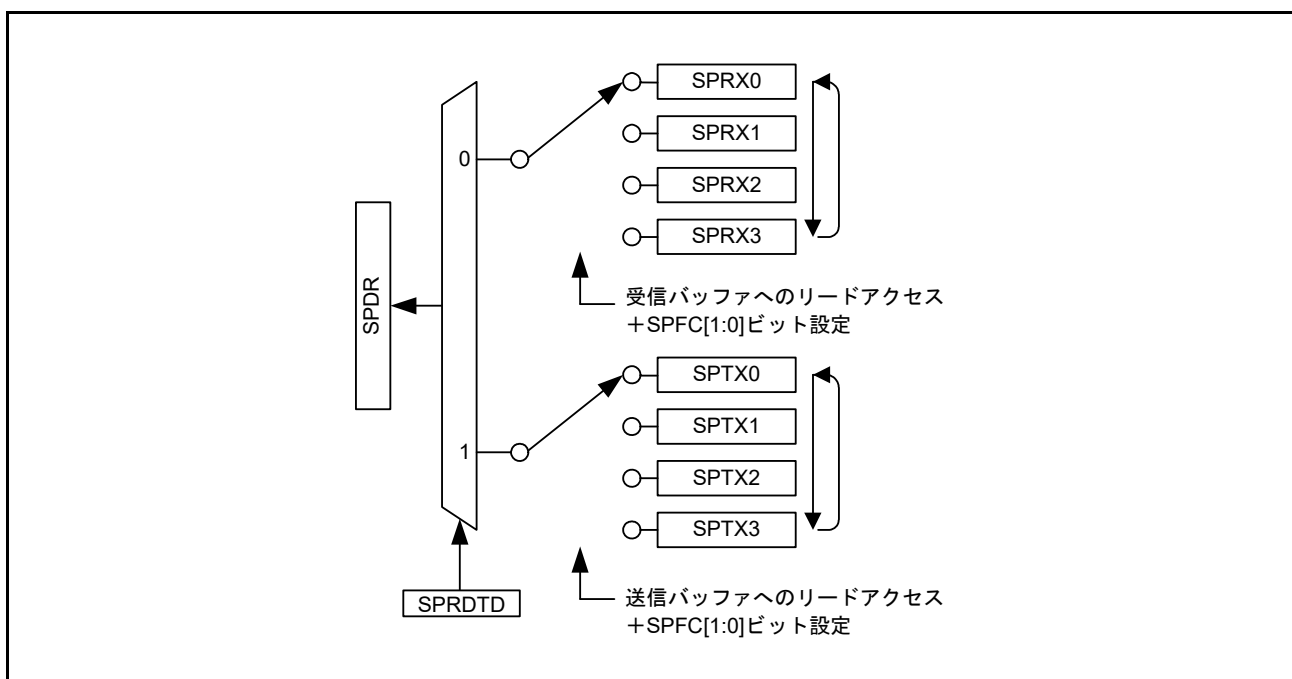 SPRX0
SPRX1
0
SPRX2
SPRX3
SPDR
受信バッファへのリードアクセス
+SPFC[1:0]ビット設定
SPTX0
SPTX1
1
SPTX2
SPTX3
SPRDTD
送信バッファへのリードアクセス
+SPFC[1:0]ビット設定